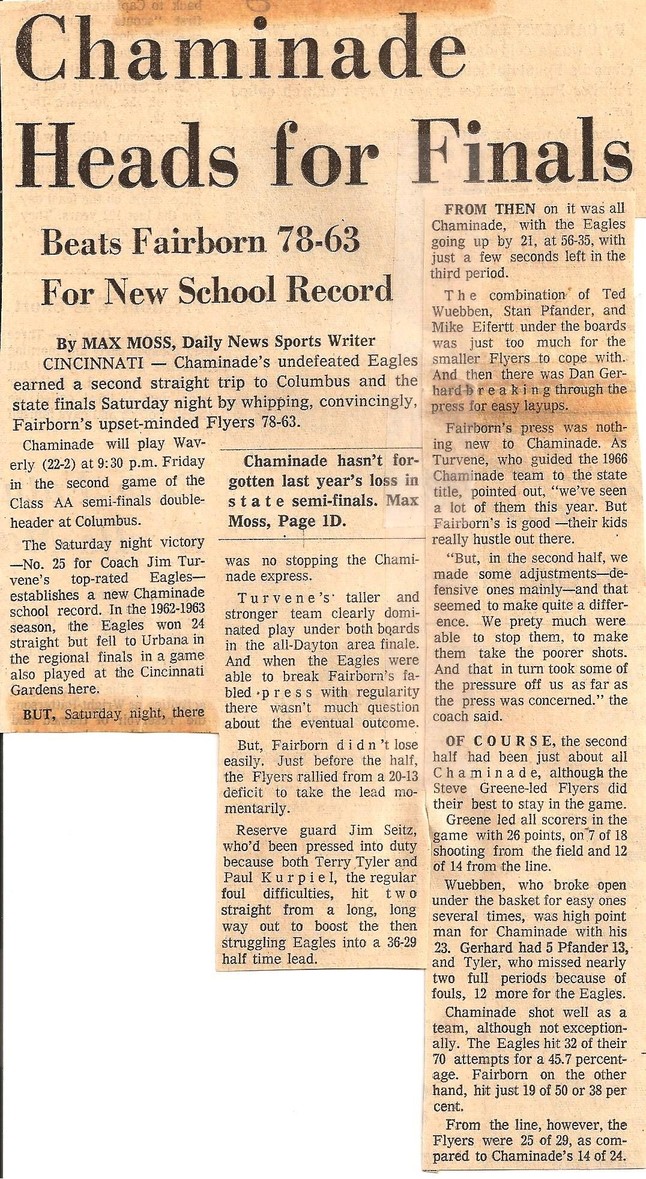 Chaminade
Heads for Finals
Beats Fairborn 78-63
For New School Record
By MAX MOSS, Daily News Sports Writer
CINCINNATI — Chaminade's undefeated Eagles
earned a second straight trip to Columbus and the
state finals Saturday night by whipping, convincingly,
Fairborn's upset-minded Flyers 78-63.
Chaminade will play Wav-
erly (22-2) at 9:30 p.m. Friday
in the second game of the
Class AA semi-finals double-
header at Columbus.
The Saturday night victory
—No. 25 for Coach Jim Tur-
vene's top-rated Eagles—
establishes a new Chaminade
school record. In the 1962-1963
season, the Eagles won 24
straight but fell to Urbana in
the regional finals in a game
also played at the Cincinnati
Gardens here.
BUT, Saturday night, there
Chaminade hasn't for-
gotten last year's loss in
state semi-finals. Max
Moss, Page 1D.
was no stopping the Chami-
nade express.
Turvene's taller and
stronger team clearly domi-
nated play under both boards
in the all-Dayton area finale.
And when the Eagles were
able to break Fairborn's fa-
bled press with regularity
there wasn't much question
about the eventual outcome.
But, Fairborn didn't lose
easily. Just before the half,
the Flyers rallied from a 20-13
deficit to take the lead mo-
mentarily.
Reserve guard Jim Seitz,
who'd been pressed into duty
because both Terry Tyler and
Paul Kurpiel, the regular
foul difficulties, hit two
straight from a long, long
way out to boost the then
struggling Eagles into a 36-29
half time lead.
FROM THEN on it was all
Chaminade, with the Eagles
going up by 21, at 56-35, with
just a few seconds left in the
third period.
The combination of Ted
Wuebben, Stan Pfander, and
Mike Eifertt under the boards
was just too much for the
smaller Flyers to cope with.
And then there was Dan Ger-
hard breaking through the
press for easy layups.
Fairborn's press was noth-
ing new to Chaminade. As
Turvene, who guided the 1966
Chaminade team to the state
title, pointed out, "we've seen
a lot of them this year. But
Fairborn's is good —their kids
really hustle out there.
"But, in the second half, we
made some adjustments—de-
fensive ones mainly—and that
seemed to make quite a differ-
ence. We prety much were
able to stop them, to make
them take the poorer shots.
And that in turn took some of
the pressure off us as far as
the press was concerned." the
coach said.
OF COURSE, the second
half had been just about all
Chaminade, although the
Steve Greene-led Flyers did
their best to stay in the game.
Greene led all scorers in the
game with 26 points, on 7 of 18
shooting from the field and 12
of 14 from the line.
Wuebben, who broke open
under the basket for easy ones
several times, was high point
man for Chaminade with his
23. Gerhard had 5 Pfander 13,
and Tyler, who missed nearly
two full periods because of
fouls, 12 more for the Eagles.
Chaminade shot well as a
team, although not exception-
ally. The Eagles hit 32 of their
70 attempts for a 45.7 percent-
age. Fairborn on the other
hand, hit just 19 of 50 or 38 per
cent.
From the line, however, the
Flyers were 25 of 29, as com-
pared to Chaminade's 14 of 24.